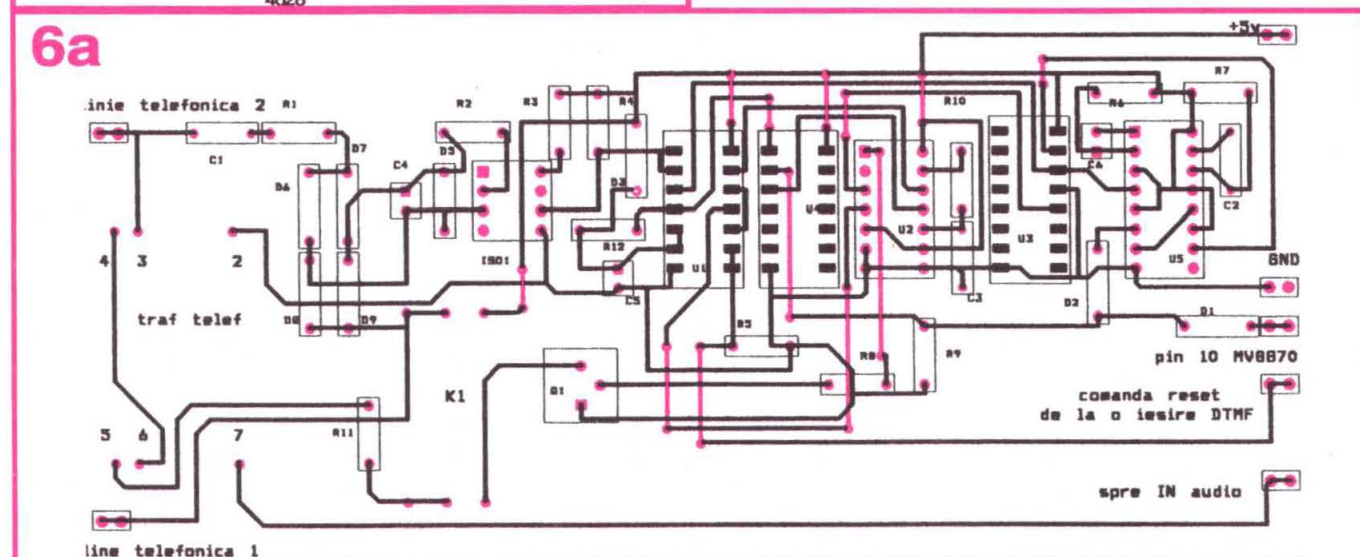 4020
6a
+5v
inie telefonica 2
R1
R2
R3
R4
R10
R6
R7
C1
D7
D6
C4
D5
D3
C6
C2
4
3
2
ISO1
R12
U1
U4
U2
U3
U5
GND
C5
C3
D2
D8
D9
traf telef
R5
D1
R8
R9
pin 10 MV8870
K1
Q1
comanda reset
de la o iesire DTMF
5
6
7
R11
spre IN audio
line telefonica 1